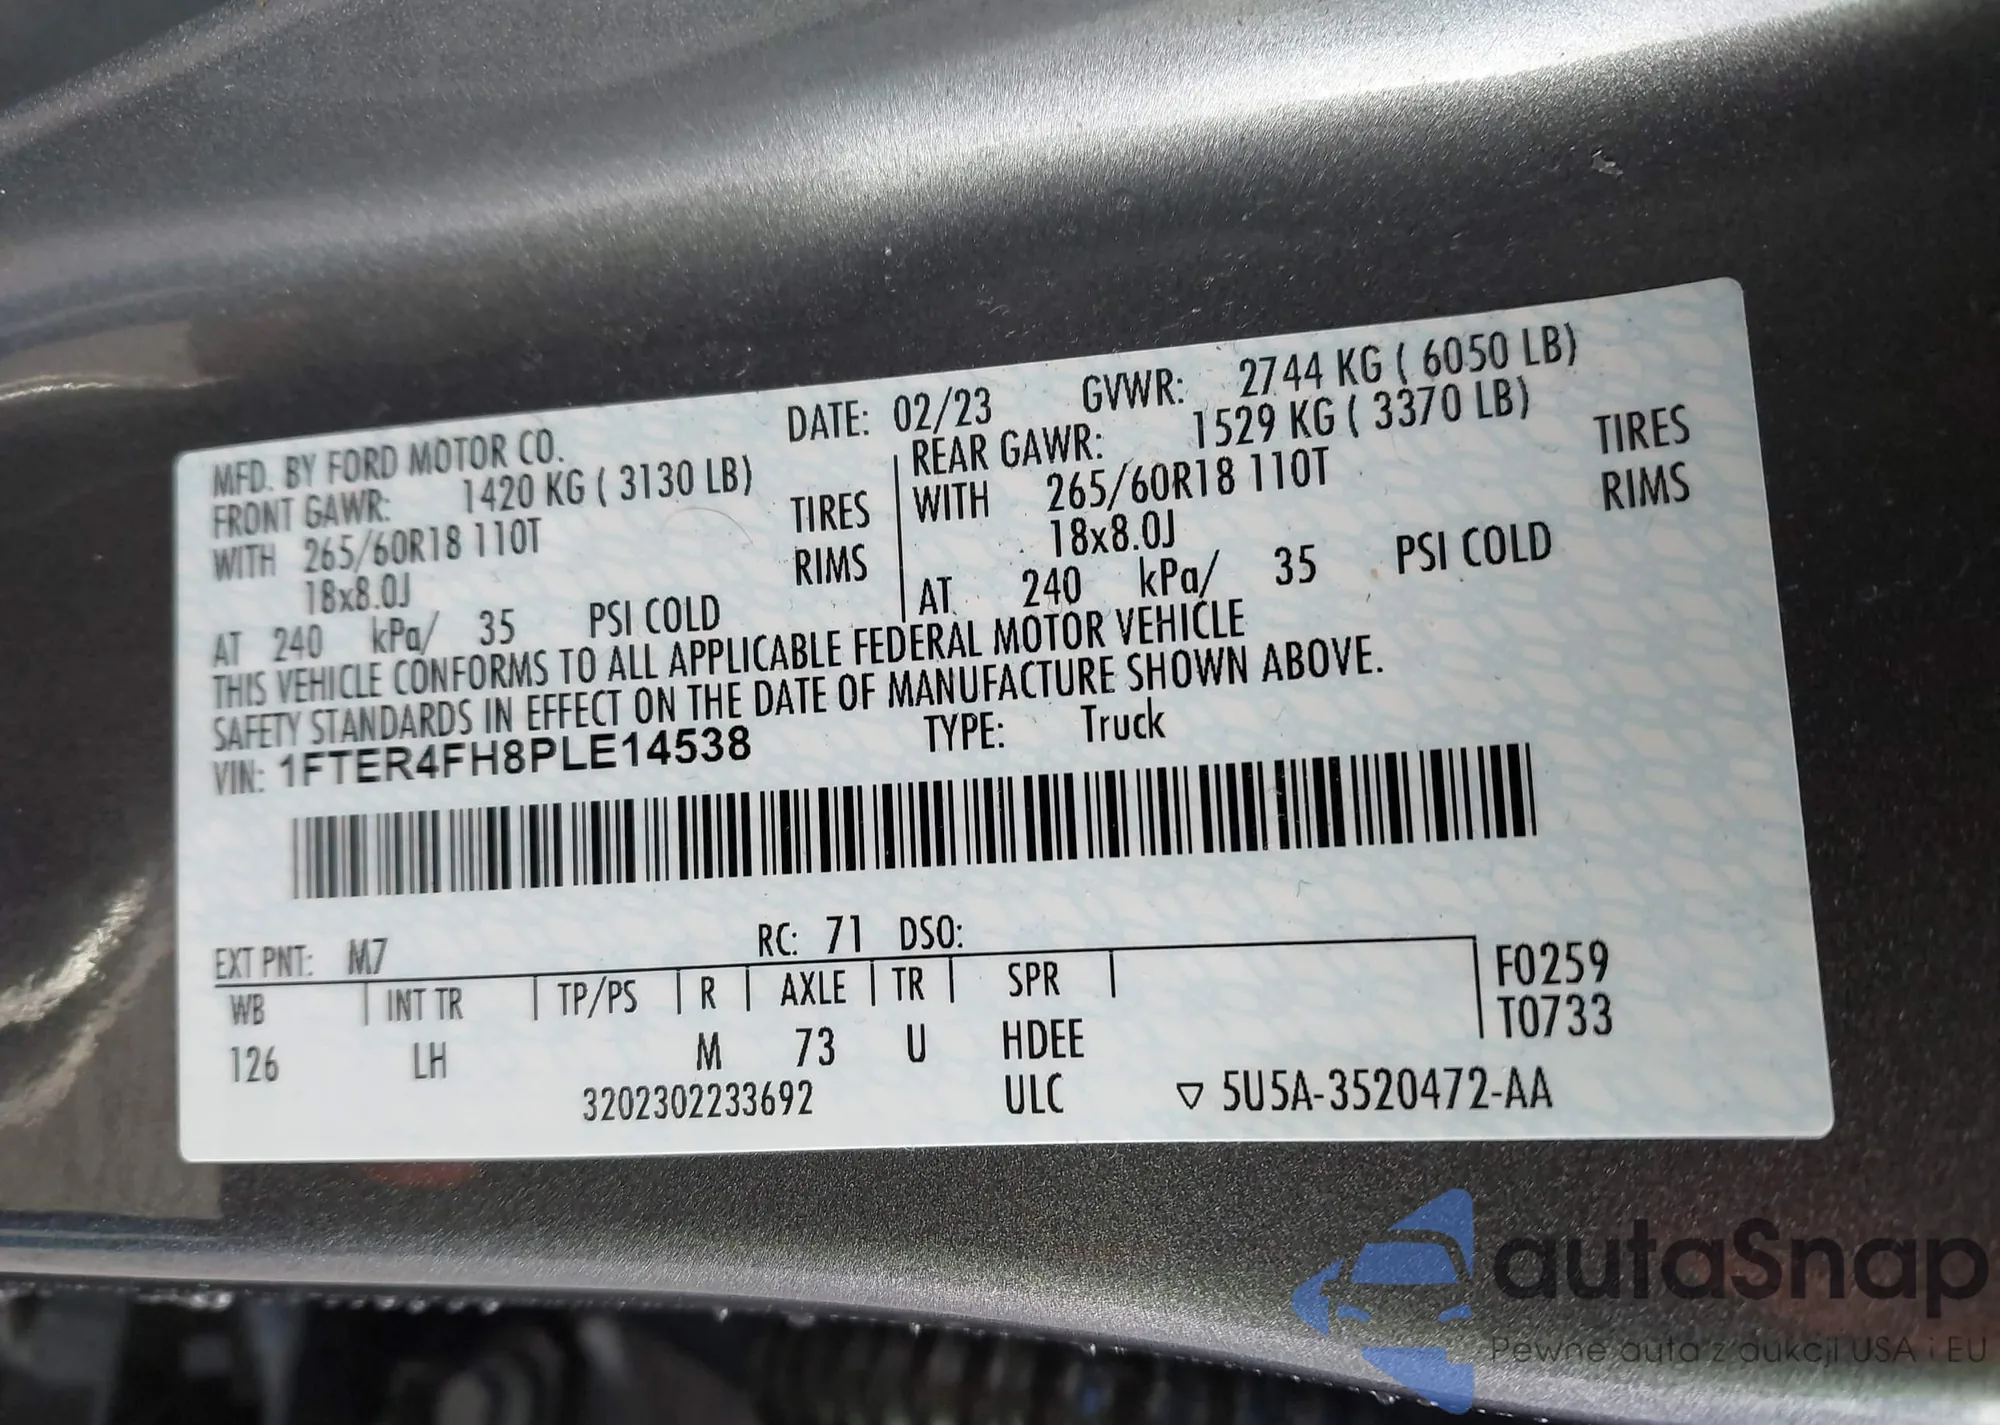 MFD. BY FORD MOTOR CO. DATE: 02/23 GVWR: 2744 KG ( 6050 LB)
FRONT GAWR: 1420 KG ( 3130 LB) REAR GAWR: 1529 KG ( 3370 LB)
WITH 265/60R18 110T TIRES WITH 265/60R18 110T TIRES
18x8.0J RIMS 18x8.0J RIMS
AT 240 kPa/ 35 PSI COLD AT 240 kPa/ 35 PSI COLD
THIS VEHICLE CONFORMS TO ALL APPLICABLE FEDERAL MOTOR VEHICLE
SAFETY STANDARDS IN EFFECT ON THE DATE OF MANUFACTURE SHOWN ABOVE.
VIN: 1FTER4FH8PLE14538 TYPE: Truck
EXT PNT: M7 RC: 71 DSO:
WB INT TR TP/PS R AXLE TR SPR F0259
126 LH M 73 U HDEE T0733
3202302233692 ULC ▽ 5U5A-3520472-AA
autaSnap
Pewne auta z aukcji USA i EU